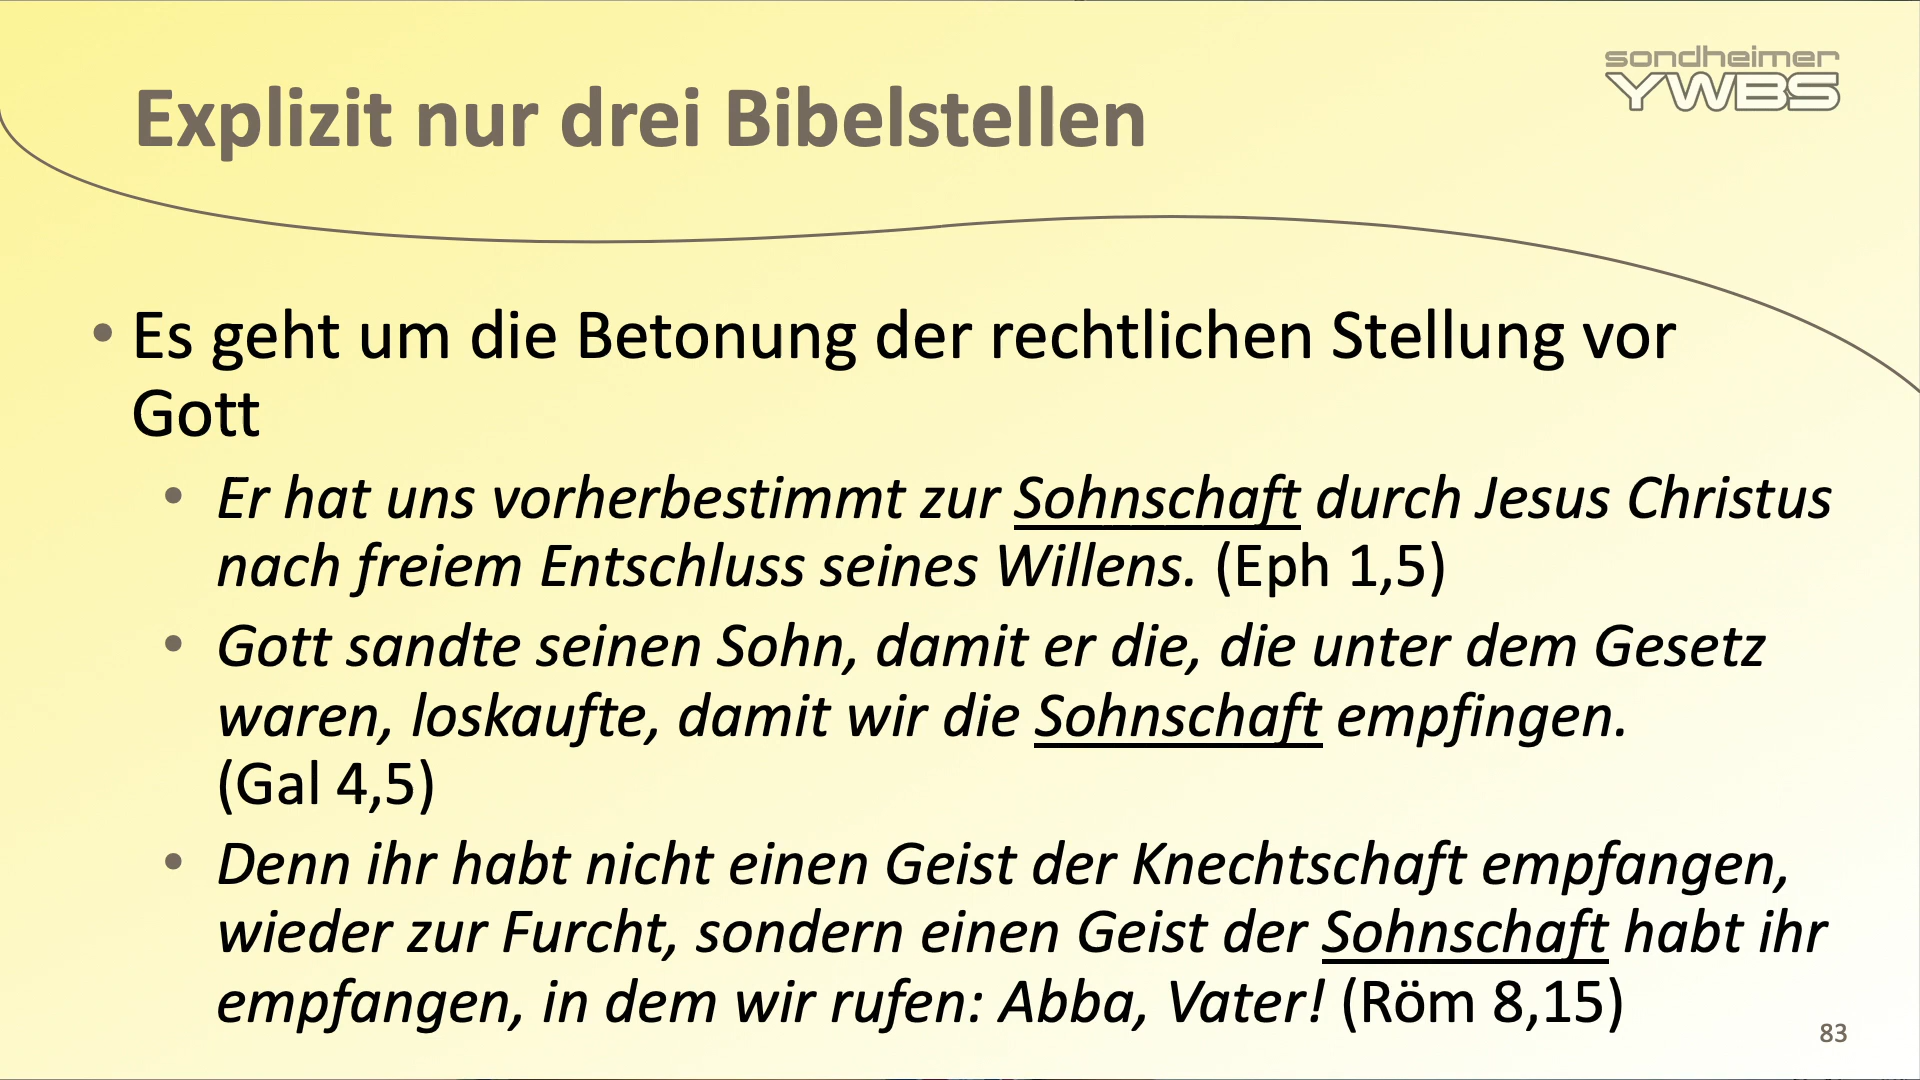 sondheimer
YWBS
Explizit nur drei Bibelstellen
• Es geht um die Betonung der rechtlichen Stellung vor
Gott
• Er hat uns vorherbestimmt zur Sohnschaft durch Jesus Christus
nach freiem Entschluss seines Willens. (Eph 1,5)
• Gott sandte seinen Sohn, damit er die, die unter dem Gesetz
waren, loskaufte, damit wir die Sohnschaft empfingen.
(Gal 4,5)
• Denn ihr habt nicht einen Geist der Knechtschaft empfangen,
wieder zur Furcht, sondern einen Geist der Sohnschaft habt ihr
empfangen, in dem wir rufen: Abba, Vater! (Röm 8,15)
83